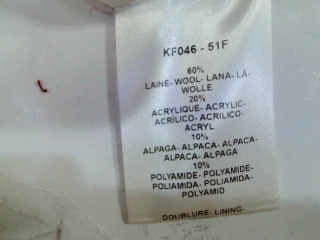 KF046 - 51F
60%
LAINE- WOOL- LANA- LÃ-
WOLLE
20%
ACRYLIQUE- ACRYLIC-
ACRILICO- ACRILICO-
ACRYL
10%
ALPAGA- ALPACA- ALPACA-
ALPACA- ALPAGA
10%
POLYAMIDE- POLYAMIDE-
POLIAMIDA- POLIAMIDA-
POLYAMID
DOUBLURE- LINING-